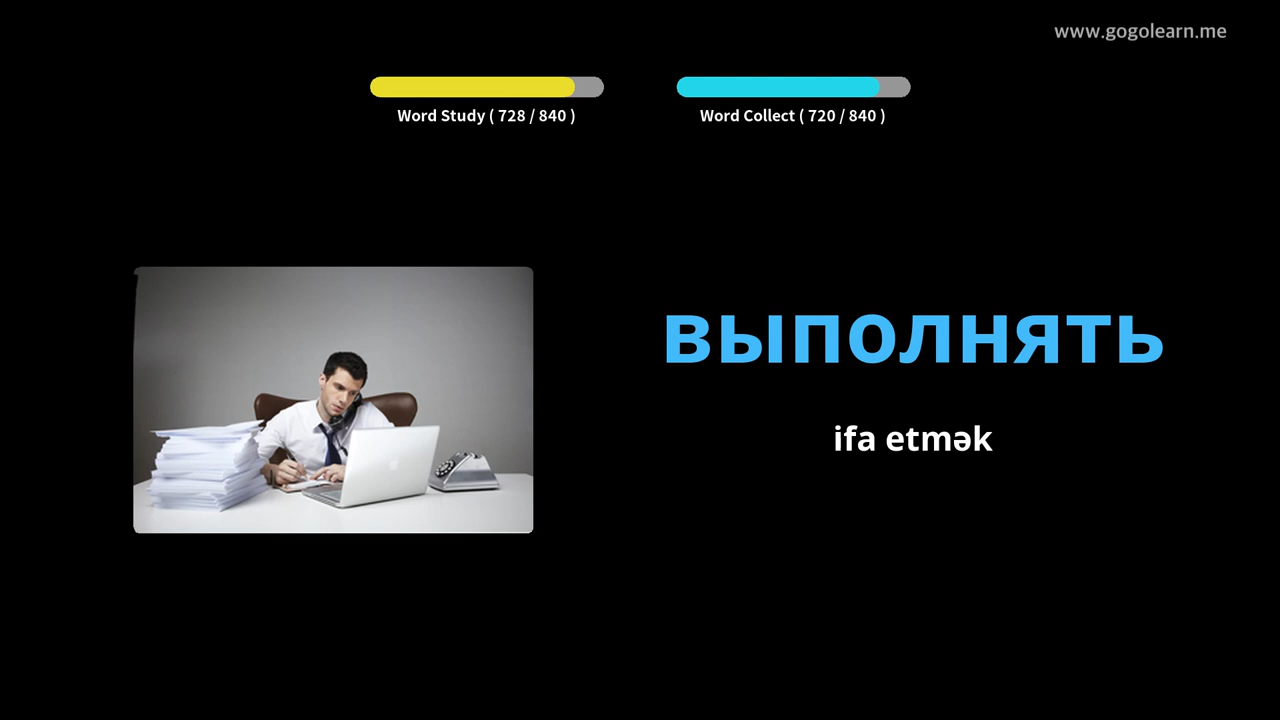 www.gogolearn.me
Word Study ( 728 / 840 )
Word Collect ( 720 / 840 )
выполнять
ifa etmək